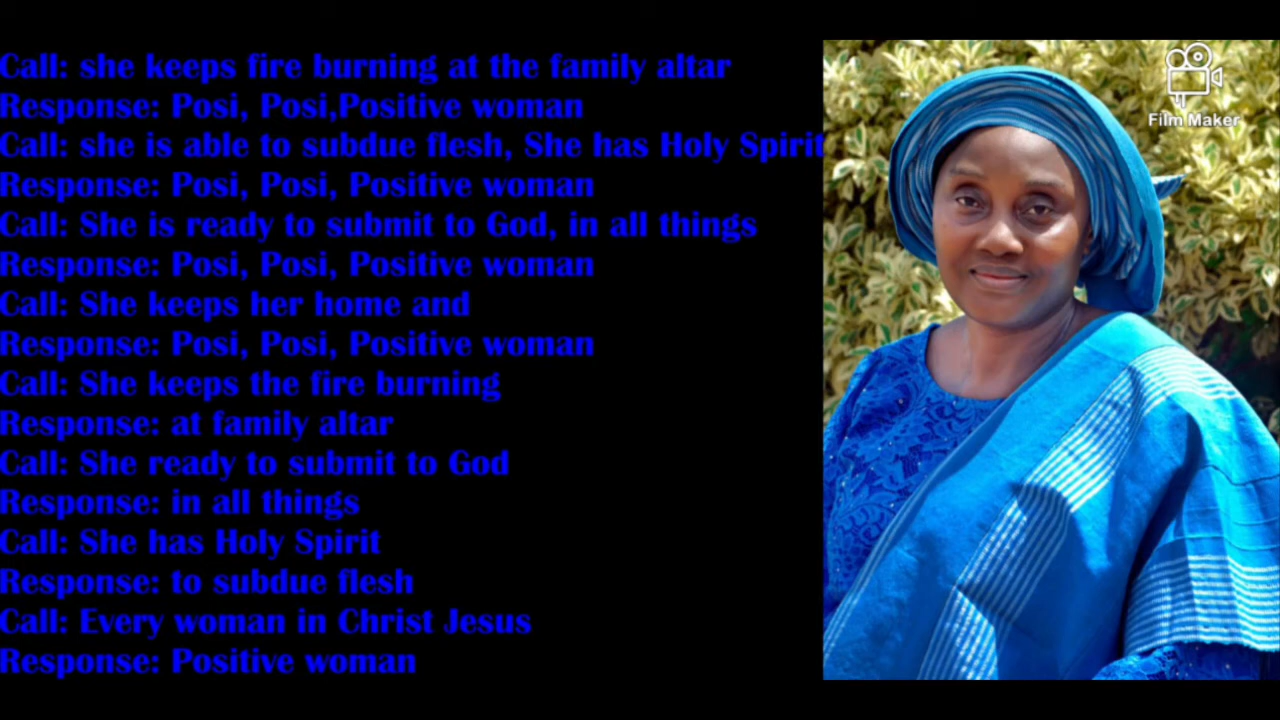 Call: she keeps fire burning at the family altar
Response: Posi, Posi,Positive woman
Call: she is able to subdue flesh, She has Holy Spirit
Response: Posi, Posi, Positive woman
Call: She is ready to submit to God, in all things
Response: Posi, Posi, Positive woman
Call: She keeps her home and
Response: Posi, Posi, Positive woman
Call: She keeps the fire burning
Response: at family altar
Call: She ready to submit to God
Response: in all things
Call: She has Holy Spirit
Response: to subdue flesh
Call: Every woman in Christ Jesus
Response: Positive woman
Film Maker